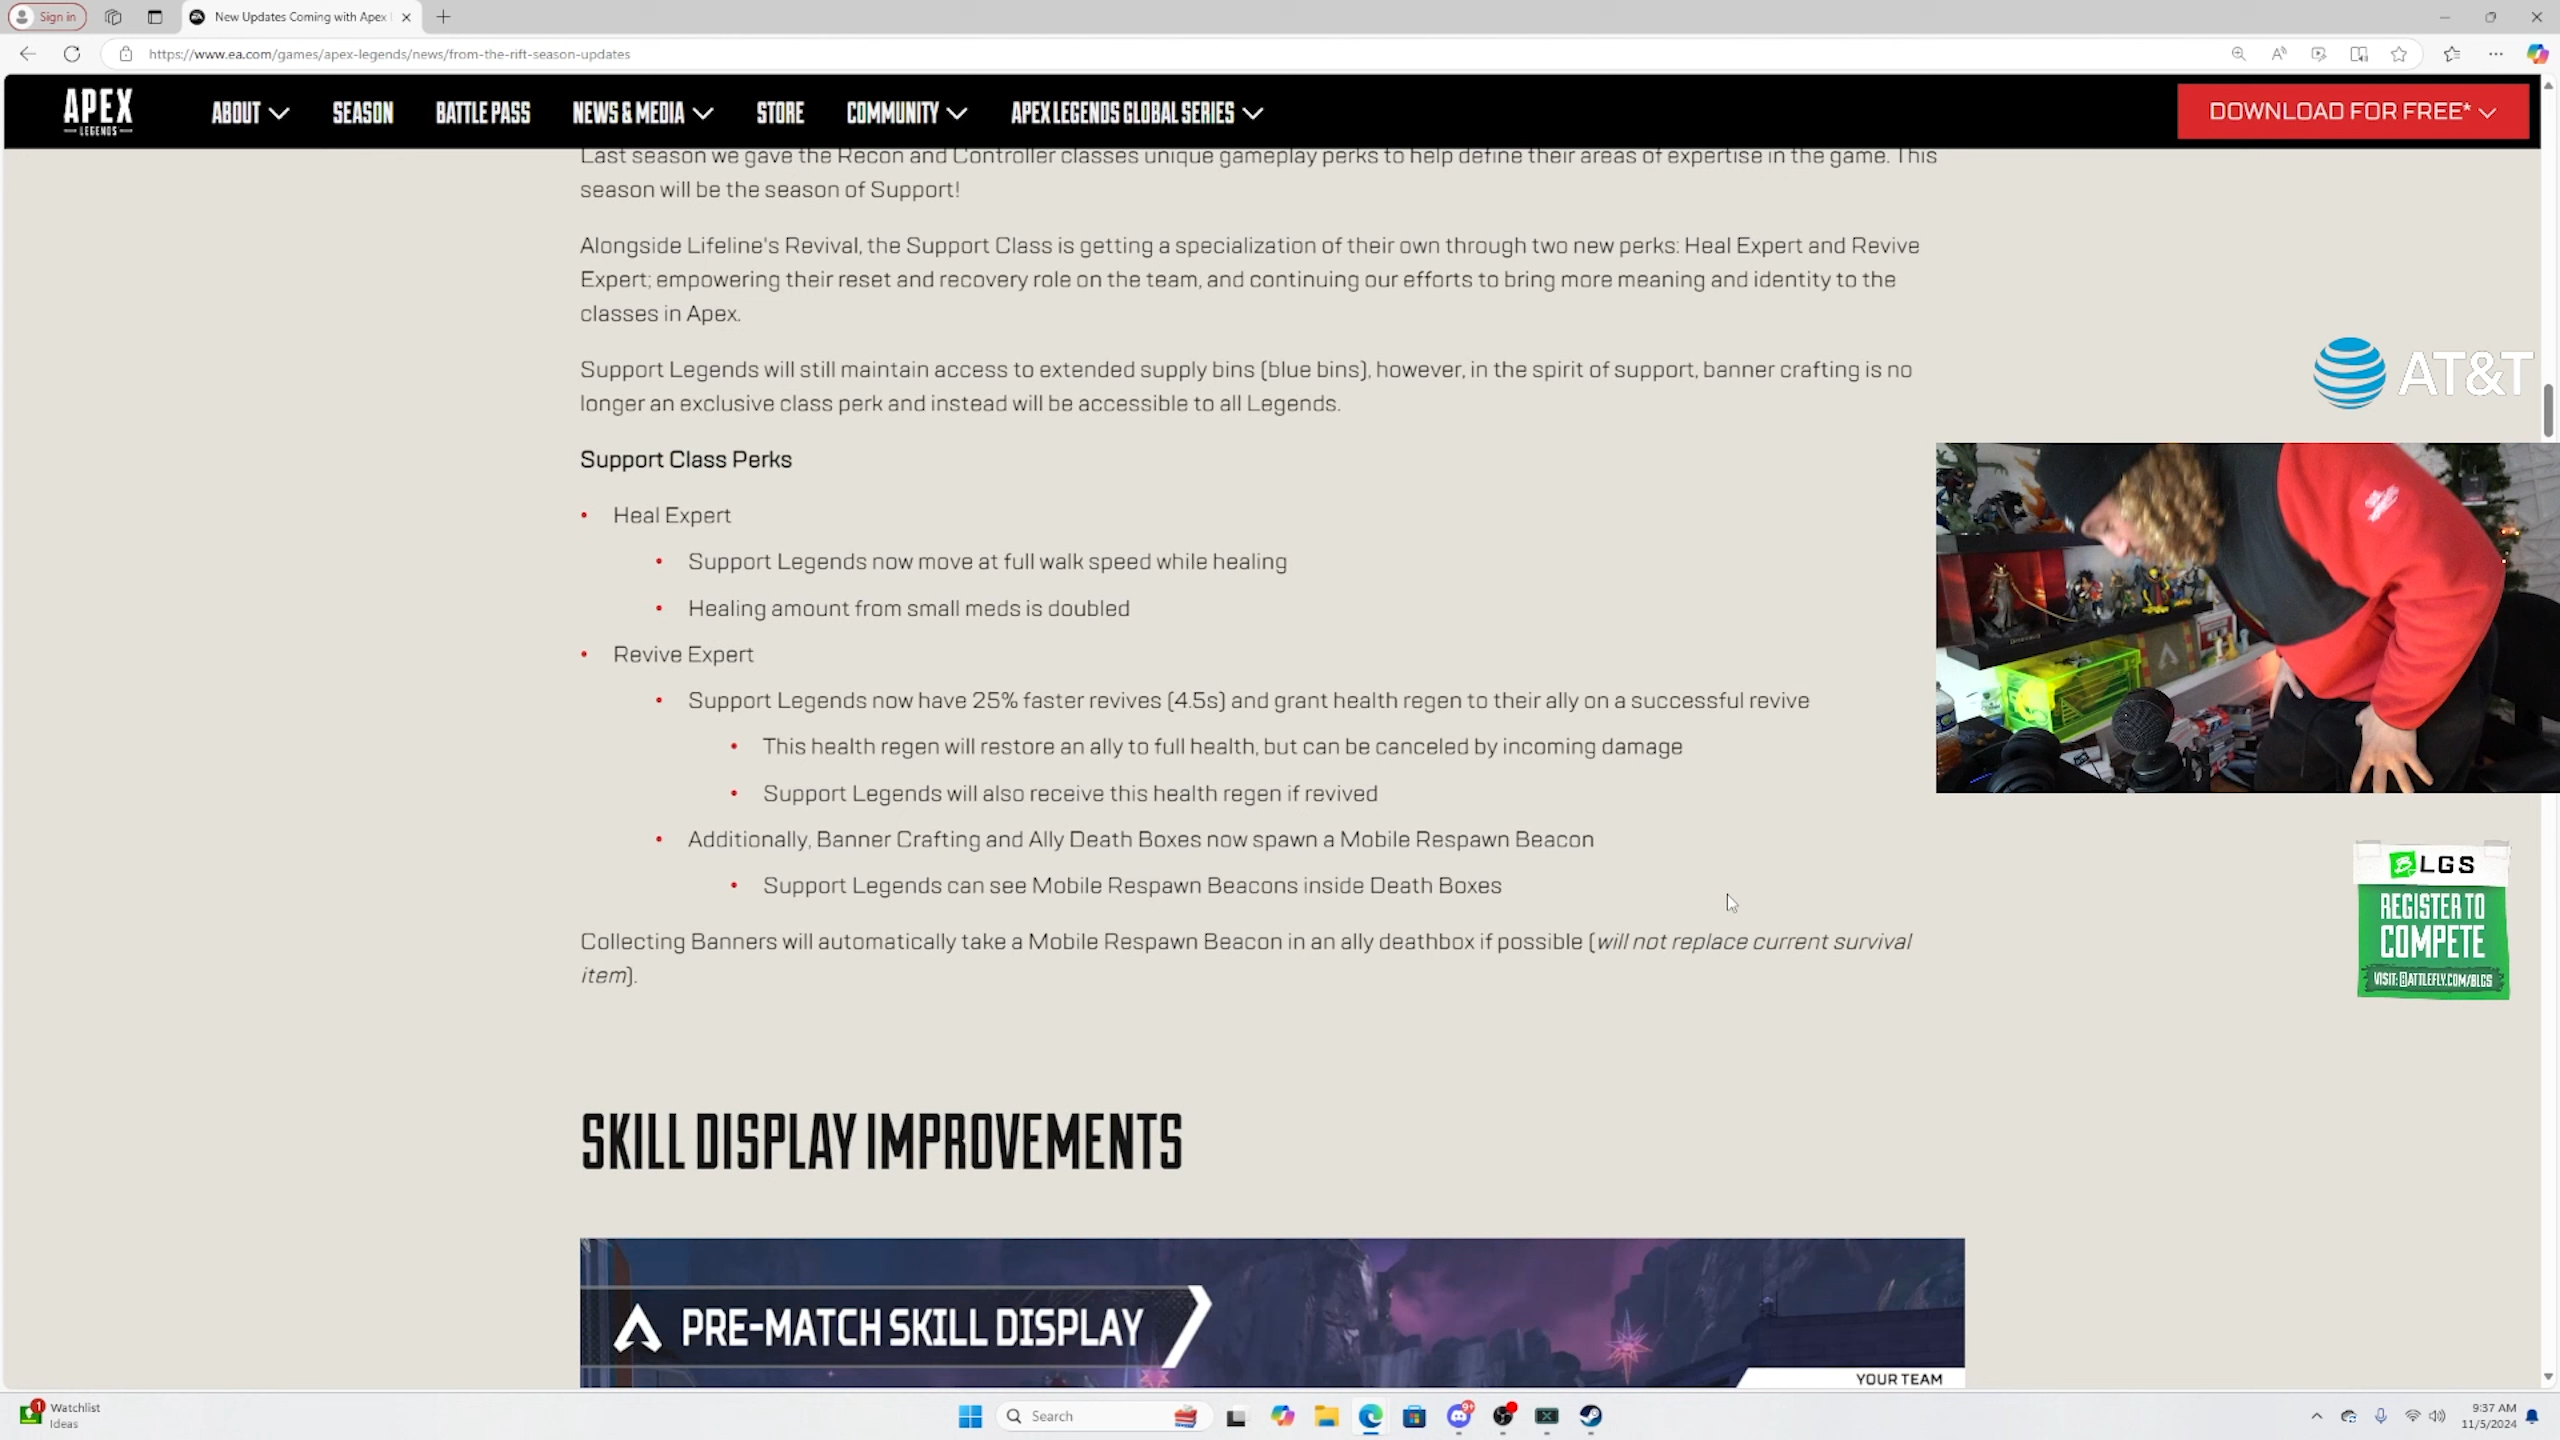 Sign in
New Updates Coming with Apex
https://www.ea.com/games/apex-legends/news/from-the-rift-season-updates
APEX
LEGENDS
ABOUT
SEASON
BATTLE PASS
NEWS & MEDIA
STORE
COMMUNITY
APEX LEGENDS GLOBAL SERIES
DOWNLOAD FOR FREE*
Last season we gave the Recon and Controller classes unique gameplay perks to help define their areas of expertise in the game. This
season will be the season of Support!
Alongside Lifeline's Revival, the Support Class is getting a specialization of their own through two new perks: Heal Expert and Revive
Expert; empowering their reset and recovery role on the team, and continuing our efforts to bring more meaning and identity to the
classes in Apex.
Support Legends will still maintain access to extended supply bins (blue bins), however, in the spirit of support, banner crafting is no
longer an exclusive class perk and instead will be accessible to all Legends.
AT&T
Support Class Perks
• Heal Expert
• Support Legends now move at full walk speed while healing
• Healing amount from small meds is doubled
• Revive Expert
• Support Legends now have 25% faster revives (4.5s) and grant health regen to their ally on a successful revive
• This health regen will restore an ally to full health, but can be canceled by incoming damage
• Support Legends will also receive this health regen if revived
• Additionally, Banner Crafting and Ally Death Boxes now spawn a Mobile Respawn Beacon
• Support Legends can see Mobile Respawn Beacons inside Death Boxes
Collecting Banners will automatically take a Mobile Respawn Beacon in an ally deathbox if possible (will not replace current survival
item).
BLGS
REGISTER TO
COMPETE
VISIT: BATTLEFLY.COM/BLGS
SKILL DISPLAY IMPROVEMENTS
PRE-MATCH SKILL DISPLAY
YOUR TEAM
1
Watchlist
Ideas
Search
9+
9:37 AM
11/5/2024